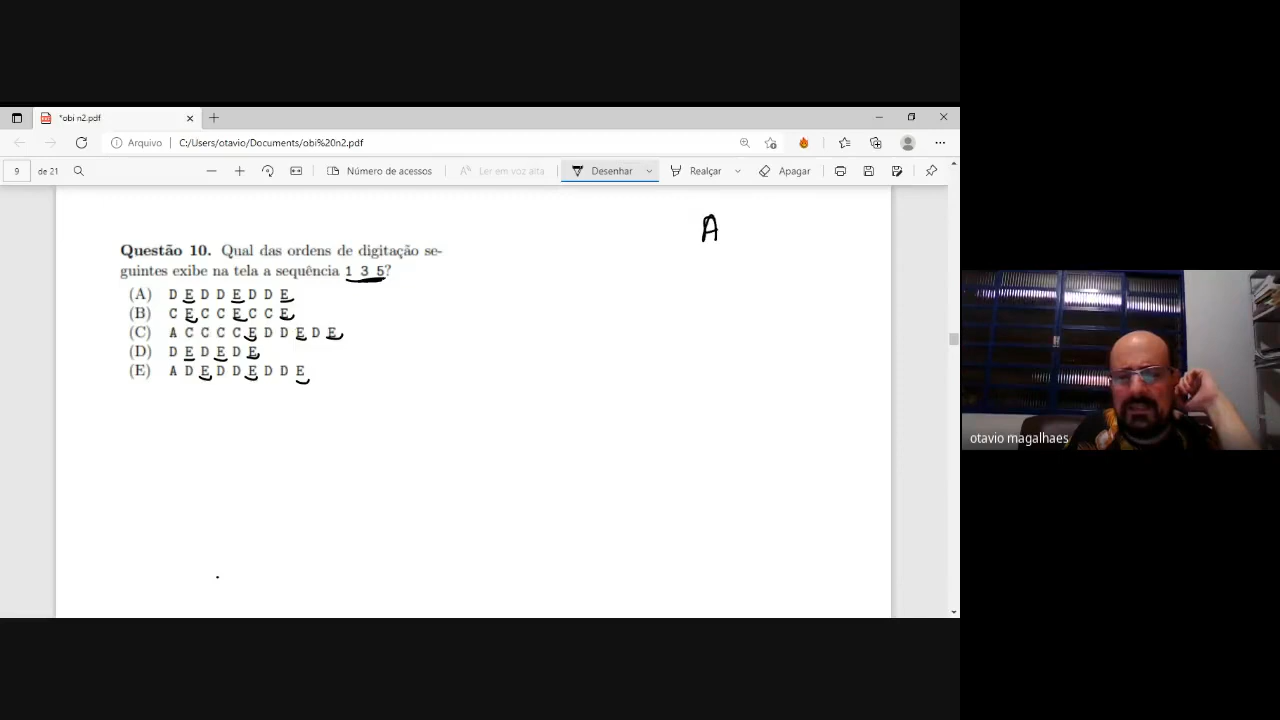 *obi n2.pdf
Arquivo C:/Users/otavio/Documents/obi%20n2.pdf
9 de 21 Número de acessos Ler em voz alta Desenhar Realçar Apagar
A
Questão 10. Qual das ordens de digitação se-
guintes exibe na tela a sequência 1 3 5?
(A) D E D D E D D E
(B) C E C C E C C E
(C) A C C C C E D D E D E
(D) D E D E D E
(E) A D E D D E D D E
otavio magalhaes